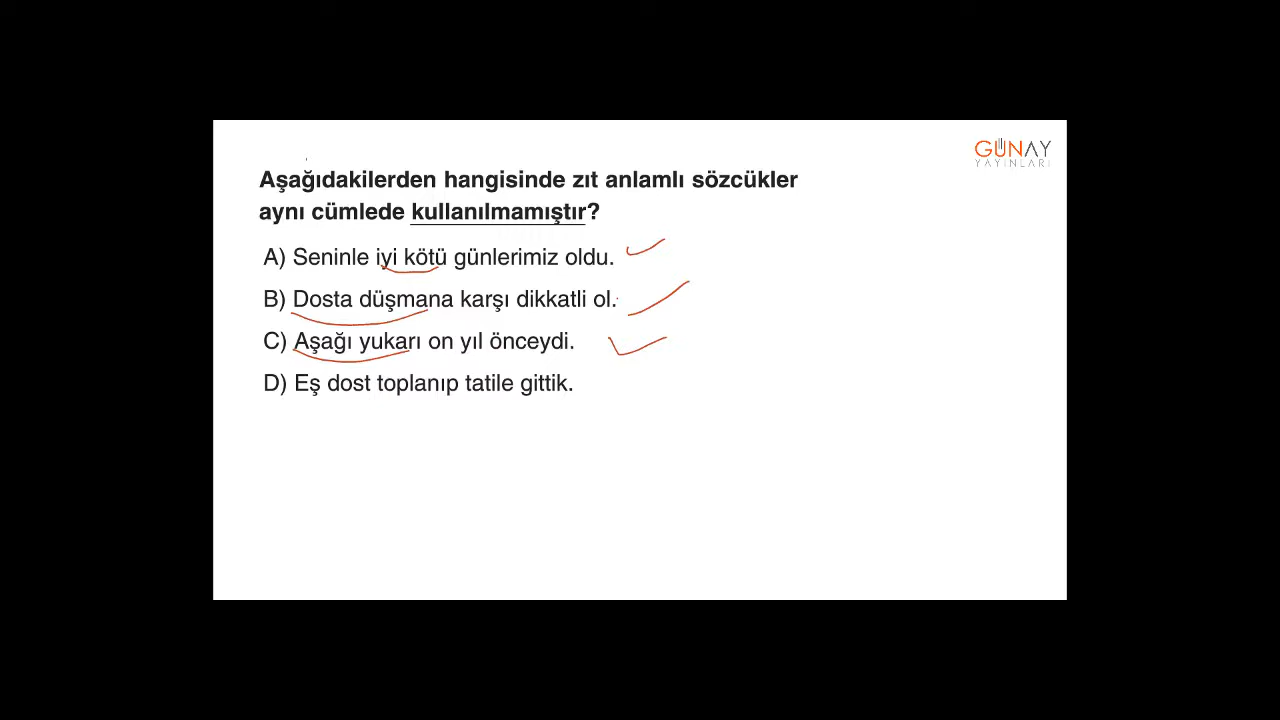 GÜNAY
YAYINLARI
Aşağıdakilerden hangisinde zıt anlamlı sözcükler
aynı cümlede kullanılmamıştır?
A) Seninle iyi kötü günlerimiz oldu.
B) Dosta düşmana karşı dikkatli ol.
C) Aşağı yukarı on yıl önceydi.
D) Eş dost toplanıp tatile gittik.